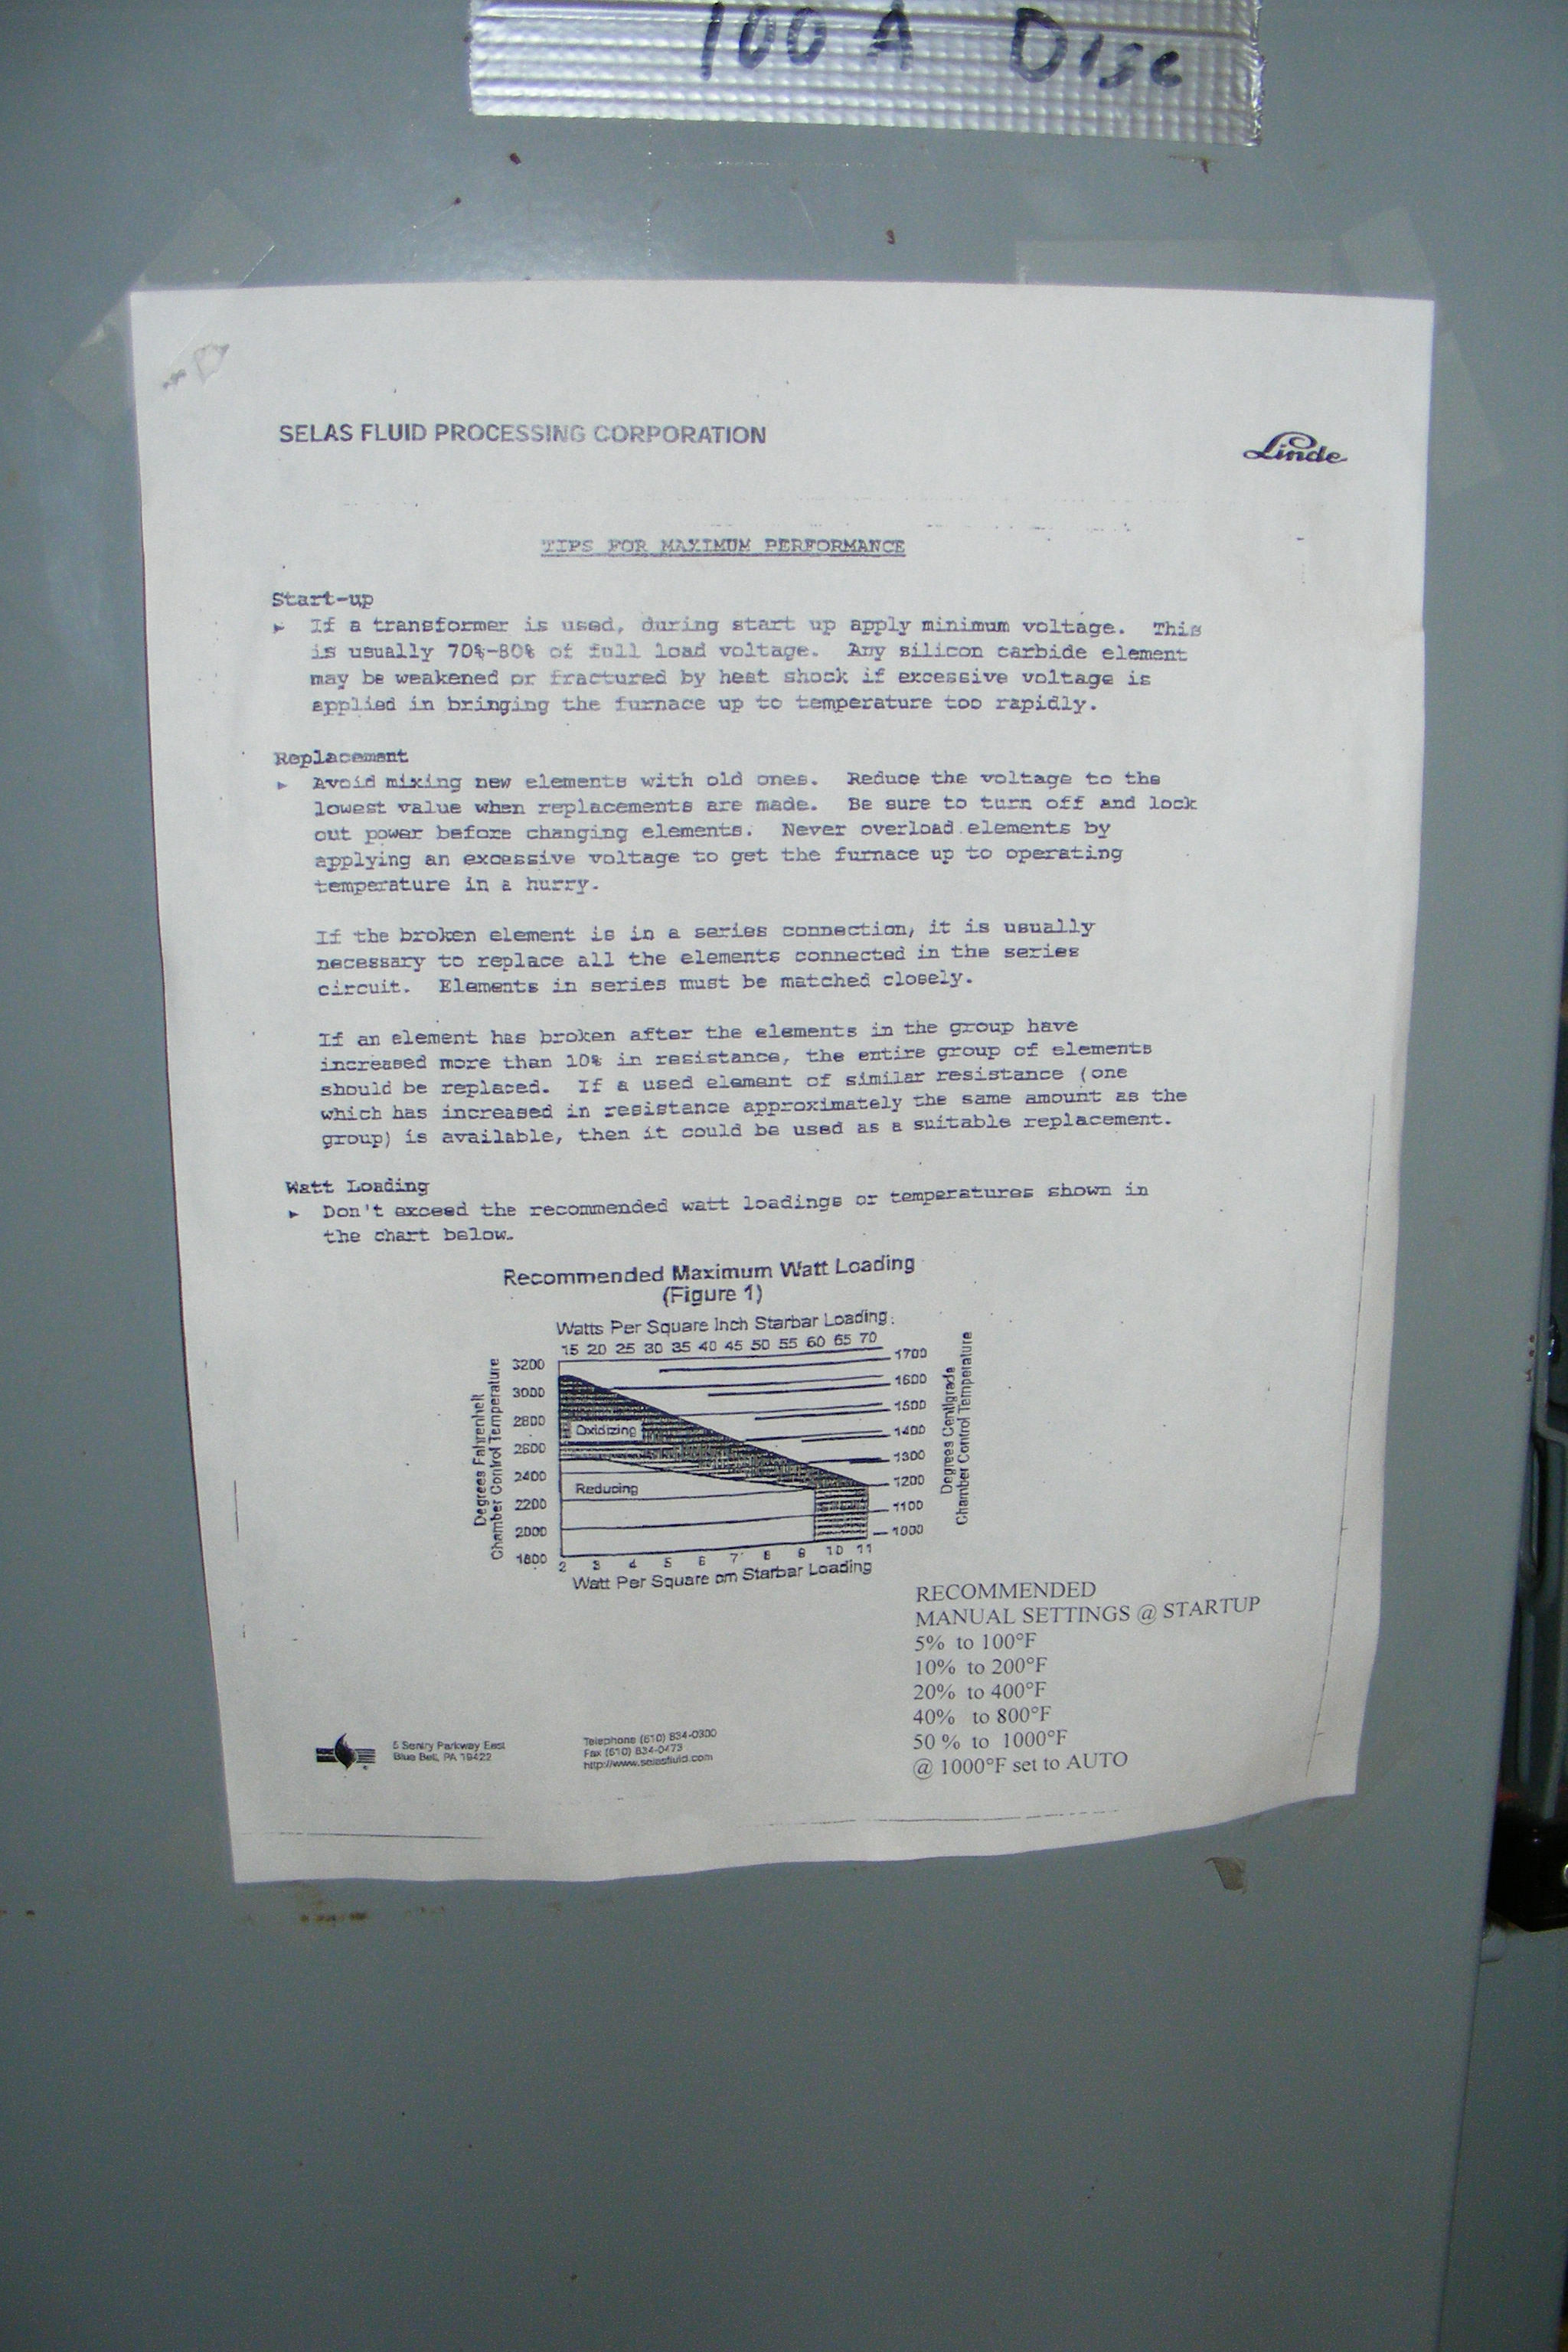 100 A Disc
SELAS FLUID PROCESSING CORPORATION
Linde
TIPS FOR MAXIMUM PERFORMANCE
Start-up
► If a transformer is used, during start up apply minimum voltage. This
is usually 70%-80% of full load voltage. Any silicon carbide element
may be weakened or fractured by heat shock if excessive voltage is
applied in bringing the furnace up to temperature too rapidly.
Replacement
► Avoid mixing new elements with old ones. Reduce the voltage to the
lowest value when replacements are made. Be sure to turn off and lock
out power before changing elements. Never overload elements by
applying an excessive voltage to get the furnace up to operating
temperature in a hurry.
If the broken element is in a series connection, it is usually
necessary to replace all the elements connected in the series
circuit. Elements in series must be matched closely.
If an element has broken after the elements in the group have
increased more than 10% in resistance, the entire group of elements
should be replaced. If a used element of similar resistance (one
which has increased in resistance approximately the same amount as the
group) is available, then it could be used as a suitable replacement.
Watt Loading
► Don't exceed the recommended watt loadings or temperatures shown in
the chart below.
Recommended Maximum Watt Loading
(Figure 1)
Watts Per Square Inch Starbar Loading
15 20 25 30 35 40 45 50 55 60 65 70
Degrees Fahrenheit
Chamber Control Temperature
3200
3000
2800
2600
2400
2200
2000
1800
Oxidizing
Reducing
1700
1600
1500
1400
1300
1200
1100
1000
Degrees Centigrade
Chamber Control Temperature
2 3 4 5 6 7 8 9 10 11
Watt Per Square cm Starbar Loading
RECOMMENDED
MANUAL SETTINGS @ STARTUP
5% to 100°F
10% to 200°F
20% to 400°F
40% to 800°F
50 % to 1000°F
@ 1000°F set to AUTO
5 Sentry Parkway East
Blue Bell, PA 19422
Telephone (610) 834-0300
Fax (610) 834-0473
http://www.selasfluid.com